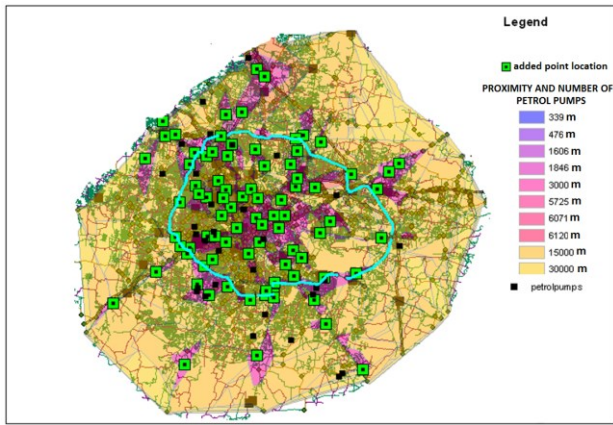 Legend
added point location
PROXIMITY AND NUMBER OF
PETROL PUMPS
339 m
476 m
1606 m
1846 m
3000 m
5725 m
6071 m
6120 m
15000 m
30000 m
petrolpumps